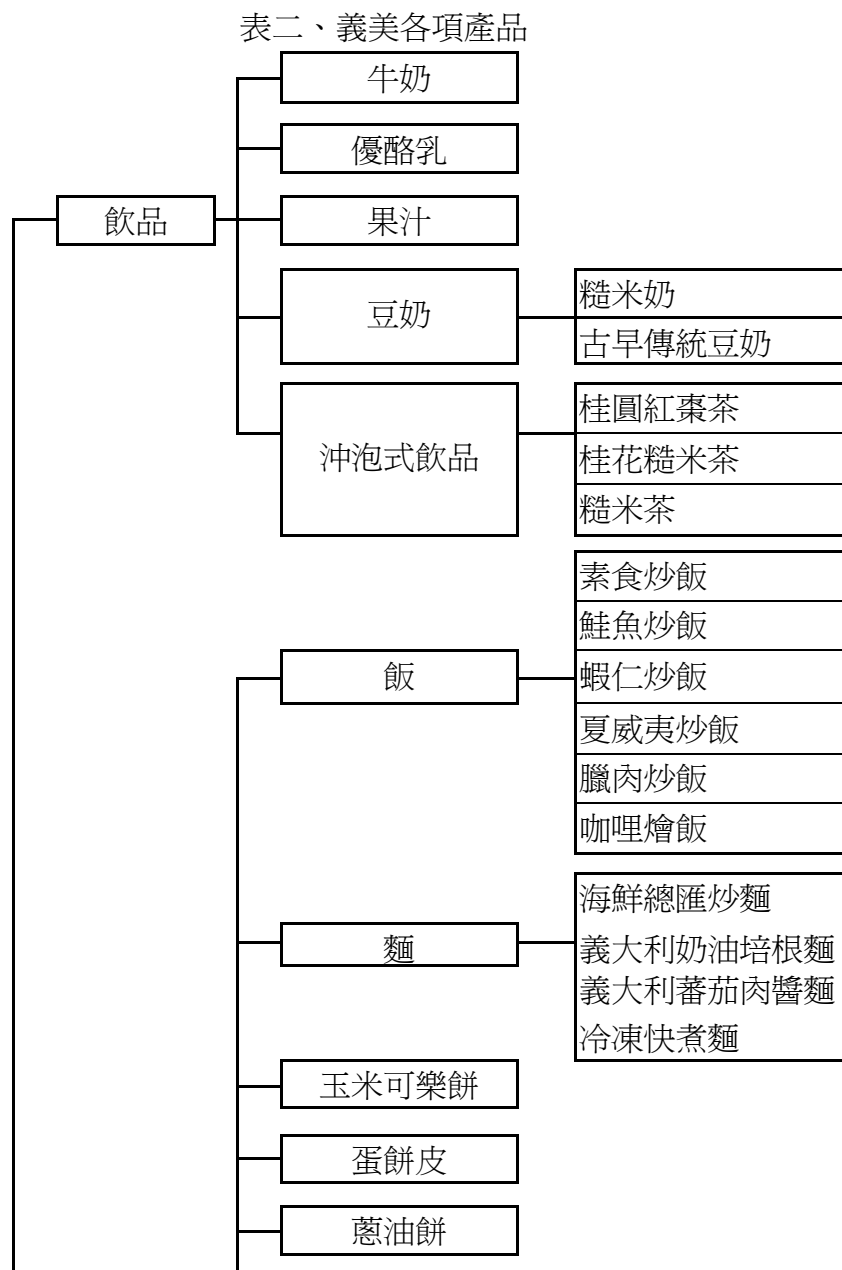 表二、義美各項產品
牛奶
優酪乳
飲品
果汁
豆奶
糙米奶
古早傳統豆奶
沖泡式飲品
桂圓紅棗茶
桂花糙米茶
糙米茶
飯
素食炒飯
鮭魚炒飯
蝦仁炒飯
夏威夷炒飯
臘肉炒飯
咖哩燴飯
麵
海鮮總匯炒麵
義大利奶油培根麵
義大利蕃茄肉醬麵
冷凍快煮麵
玉米可樂餅
蛋餅皮
蔥油餅